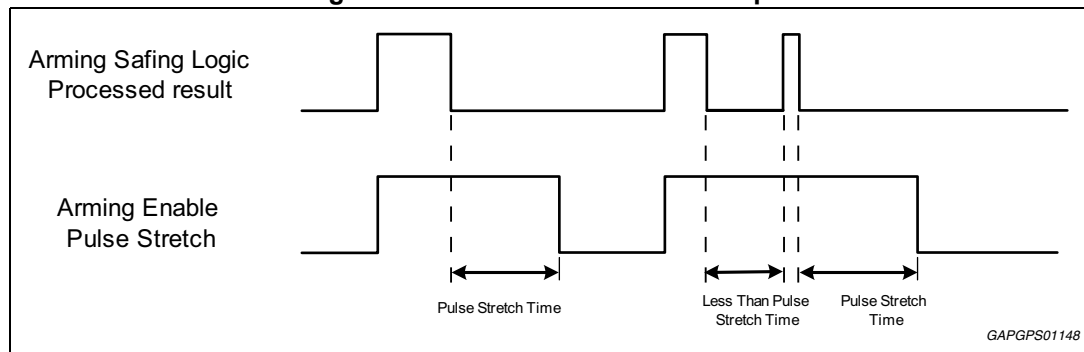 Arming Safing Logic
Processed result
Arming Enable
Pulse Stretch
Pulse Stretch Time
Less Than Pulse
Stretch Time
Pulse Stretch
Time
GAPGPS01148